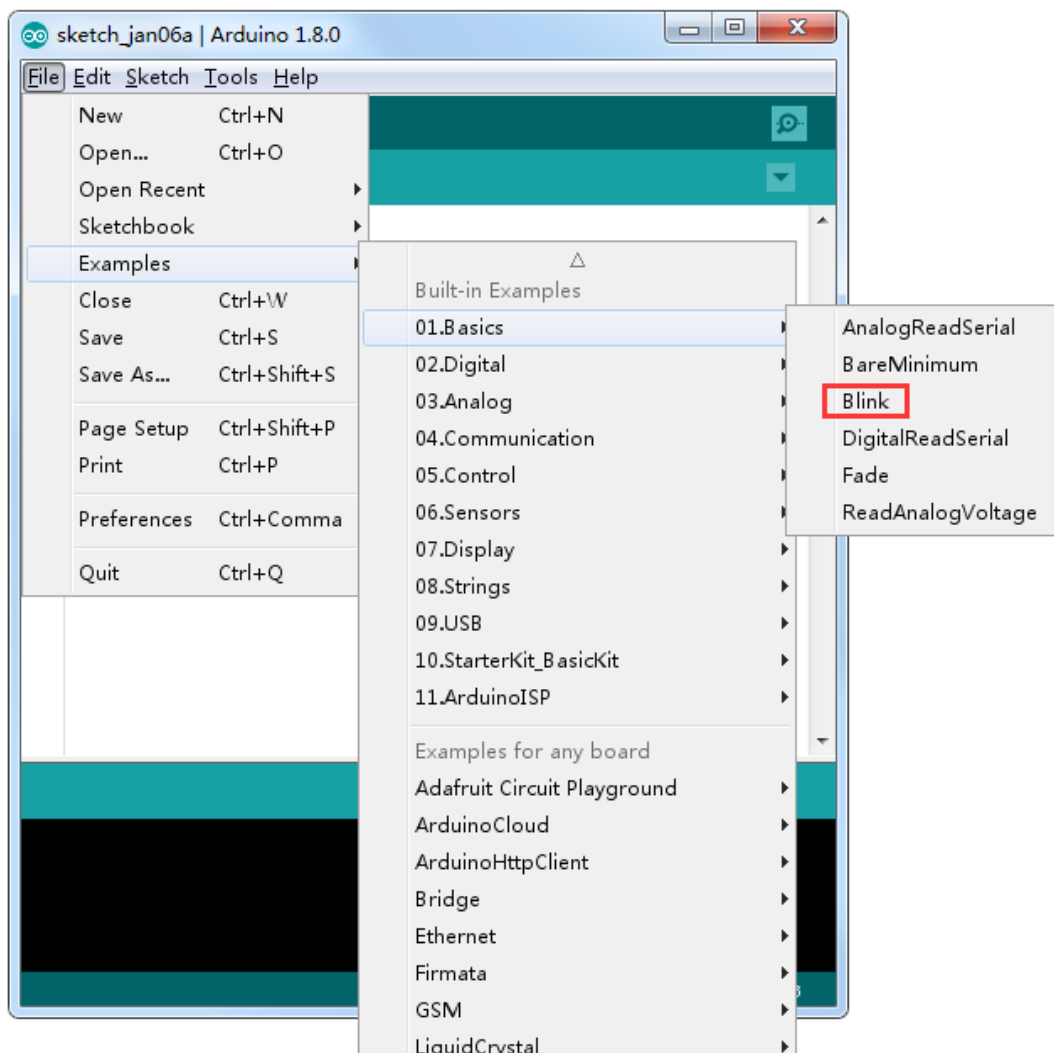 sketch_jan06a | Arduino 1.8.0
File Edit Sketch Tools Help
New Ctrl+N
Open... Ctrl+O
Open Recent
Sketchbook
Examples
Close Ctrl+W
Save Ctrl+S
Save As... Ctrl+Shift+S
Page Setup Ctrl+Shift+P
Print Ctrl+P
Preferences Ctrl+Comma
Quit Ctrl+Q
Built-in Examples
01.Basics
02.Digital
03.Analog
04.Communication
05.Control
06.Sensors
07.Display
08.Strings
09.USB
10.StarterKit_BasicKit
11.ArduinoISP
Examples for any board
Adafruit Circuit Playground
ArduinoCloud
ArduinoHttpClient
Bridge
Ethernet
Firmata
GSM
LiquidCrystal
AnalogReadSerial
BareMinimum
Blink
DigitalReadSerial
Fade
ReadAnalogVoltage